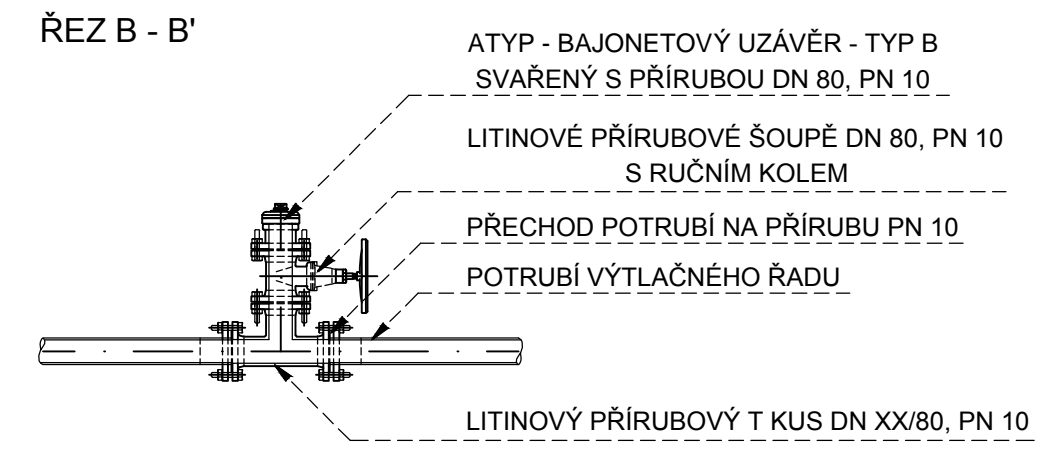 ŘEZ B - B'
ATYP - BAJONETOVÝ UZÁVĚR - TYP B
SVAŘENÝ S PŘÍRUBOU DN 80, PN 10
LITINOVÉ PŘÍRUBOVÉ ŠOUPĚ DN 80, PN 10
S RUČNÍM KOLEM
PŘECHOD POTRUBÍ NA PŘÍRUBU PN 10
POTRUBÍ VÝTLAČNÉHO ŘADU
LITINOVÝ PŘÍRUBOVÝ T KUS DN XX/80, PN 10